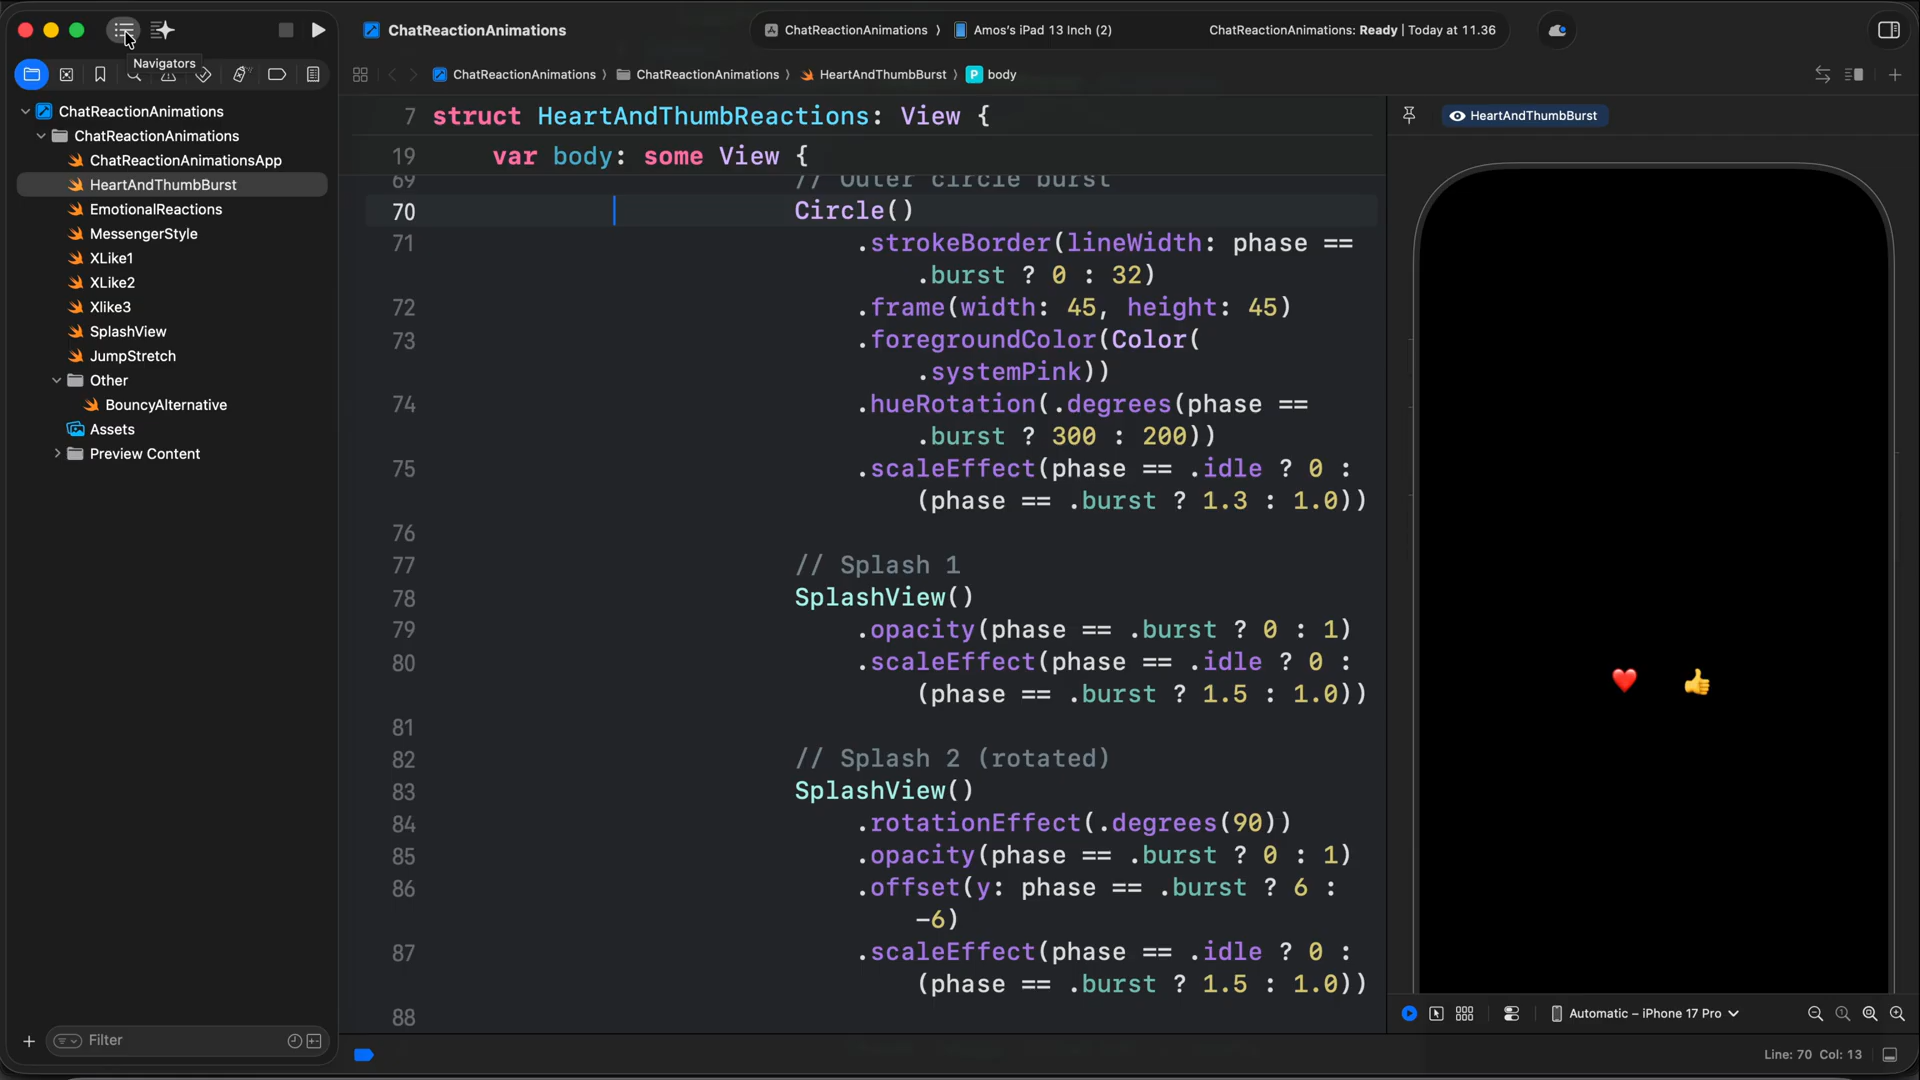 ChatReactionAnimations
ChatReactionAnimations 〉 Amos's iPad 13 Inch (2)
ChatReactionAnimations: Ready | Today at 11.36
Navigators
ChatReactionAnimations 〉 ChatReactionAnimations 〉 HeartAndThumbBurst 〉 P body
ChatReactionAnimations
ChatReactionAnimations
ChatReactionAnimationsApp
HeartAndThumbBurst
EmotionalReactions
MessengerStyle
XLike1
XLike2
Xlike3
SplashView
JumpStretch
Other
BouncyAlternative
Assets
Preview Content
Filter
7 struct HeartAndThumbReactions: View {
19 var body: some View {
69 // Outer circle burst
70 Circle()
71 .strokeBorder(lineWidth: phase ==
.burst ? 0 : 32)
72 .frame(width: 45, height: 45)
73 .foregroundColor(Color(
.systemPink))
74 .hueRotation(.degrees(phase ==
.burst ? 300 : 200))
75 .scaleEffect(phase == .idle ? 0 :
(phase == .burst ? 1.3 : 1.0))
76
77 // Splash 1
78 SplashView()
79 .opacity(phase == .burst ? 0 : 1)
80 .scaleEffect(phase == .idle ? 0 :
(phase == .burst ? 1.5 : 1.0))
81
82 // Splash 2 (rotated)
83 SplashView()
84 .rotationEffect(.degrees(90))
85 .opacity(phase == .burst ? 0 : 1)
86 .offset(y: phase == .burst ? 6 :
-6)
87 .scaleEffect(phase == .idle ? 0 :
(phase == .burst ? 1.5 : 1.0))
88
HeartAndThumbBurst
Automatic – iPhone 17 Pro
Line: 70 Col: 13